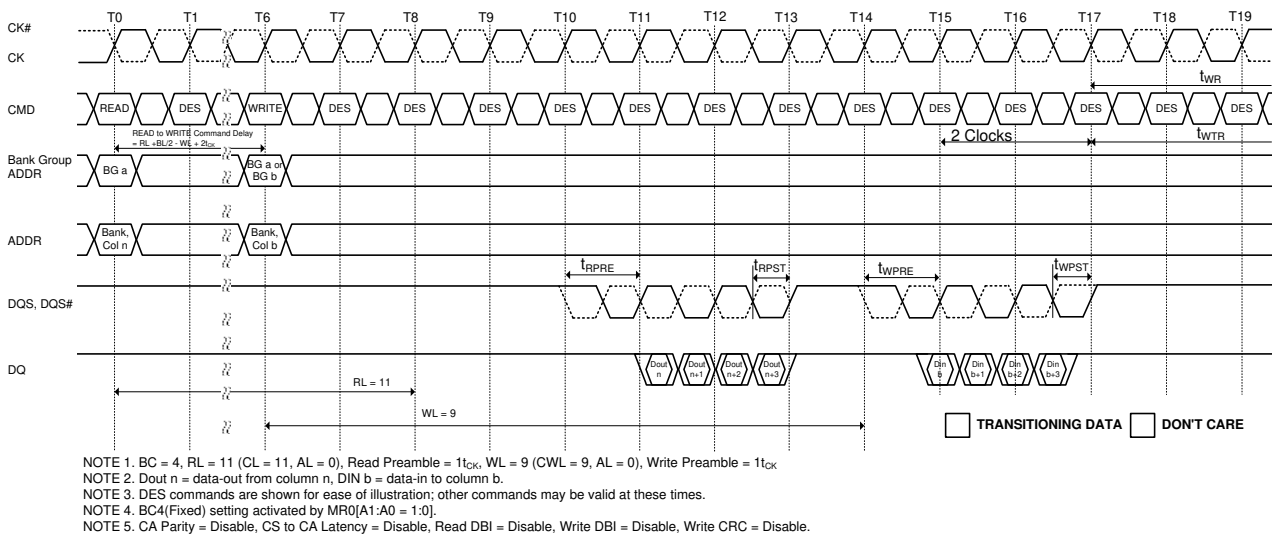 T0 T1 T6 T7 T8 T9 T10 T11 T12 T13 T14 T15 T16 T17 T18 T19
CK#
CK
tWR
CMD READ DES WRITE DES DES DES DES DES DES DES DES DES DES DES DES DES
READ to WRITE Command Delay
= RL +BL/2 - WL + 2tCK
2 Clocks
tWTR
Bank Group
ADDR
BG a
BG a or
BG b
ADDR
Bank,
Col n
Bank,
Col b
tRPRE tRPST tWPRE tWPST
DQS, DQS#
DQ
Dout
n
Dout
n+1
Dout
n+2
Dout
n+3
Din
b
Din
b+1
Din
b+2
Din
b+3
RL = 11
WL = 9
TRANSITIONING DATA DON'T CARE
NOTE 1. BC = 4, RL = 11 (CL = 11, AL = 0), Read Preamble = 1tCK, WL = 9 (CWL = 9, AL = 0), Write Preamble = 1tCK
NOTE 2. Dout n = data-out from column n, DIN b = data-in to column b.
NOTE 3. DES commands are shown for ease of illustration; other commands may be valid at these times.
NOTE 4. BC4(Fixed) setting activated by MR0[A1:A0 = 1:0].
NOTE 5. CA Parity = Disable, CS to CA Latency = Disable, Read DBI = Disable, Write DBI = Disable, Write CRC = Disable.